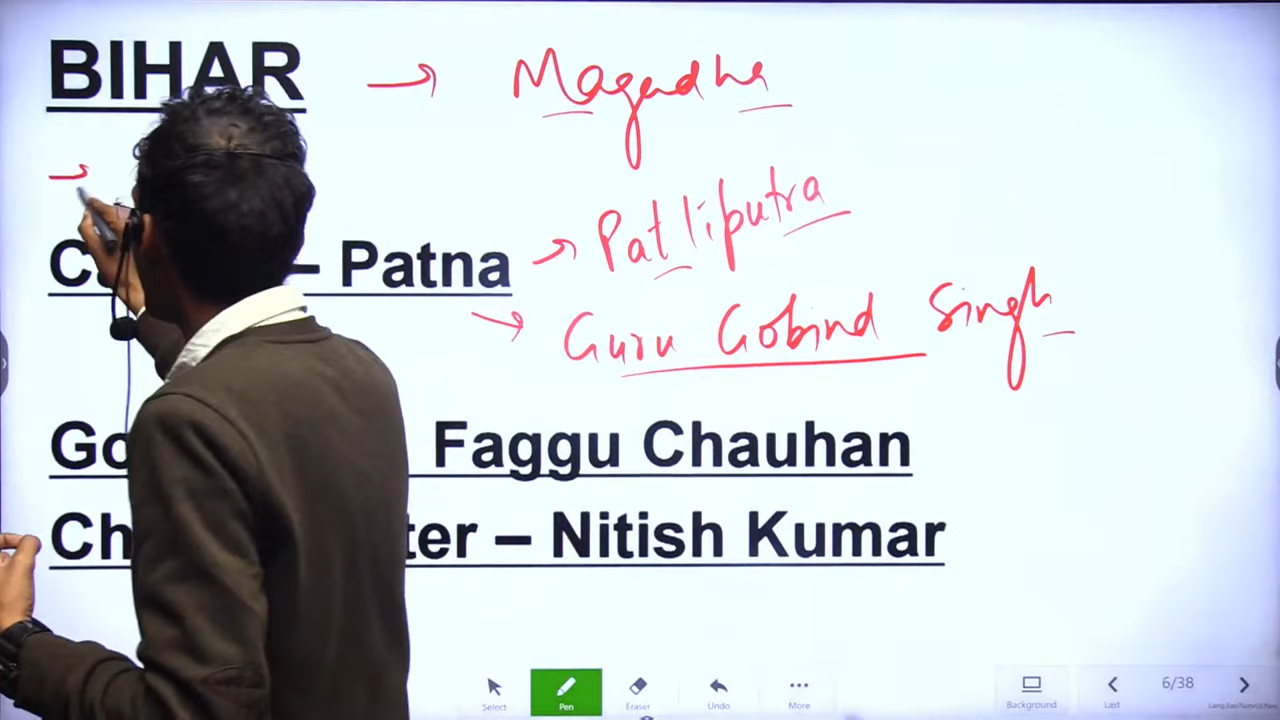 BIHAR → Magadha
→
C – Patna → Patliputra
→ Guru Gobind Singh
Go Faggu Chauhan
Ch ter – Nitish Kumar
Select Pen Eraser Undo More Background Last 6/38